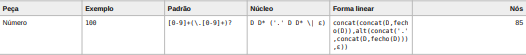 Peça Exemplo Padrão Núcleo Forma linear Nós
Número 100 [0-9]+(\.[0-9]+)? D D* ('.' D D* \| ε) concat(concat(D,fech 85
o(D)),alt(concat('.'
,concat(D,fecho(D)))
,ε))